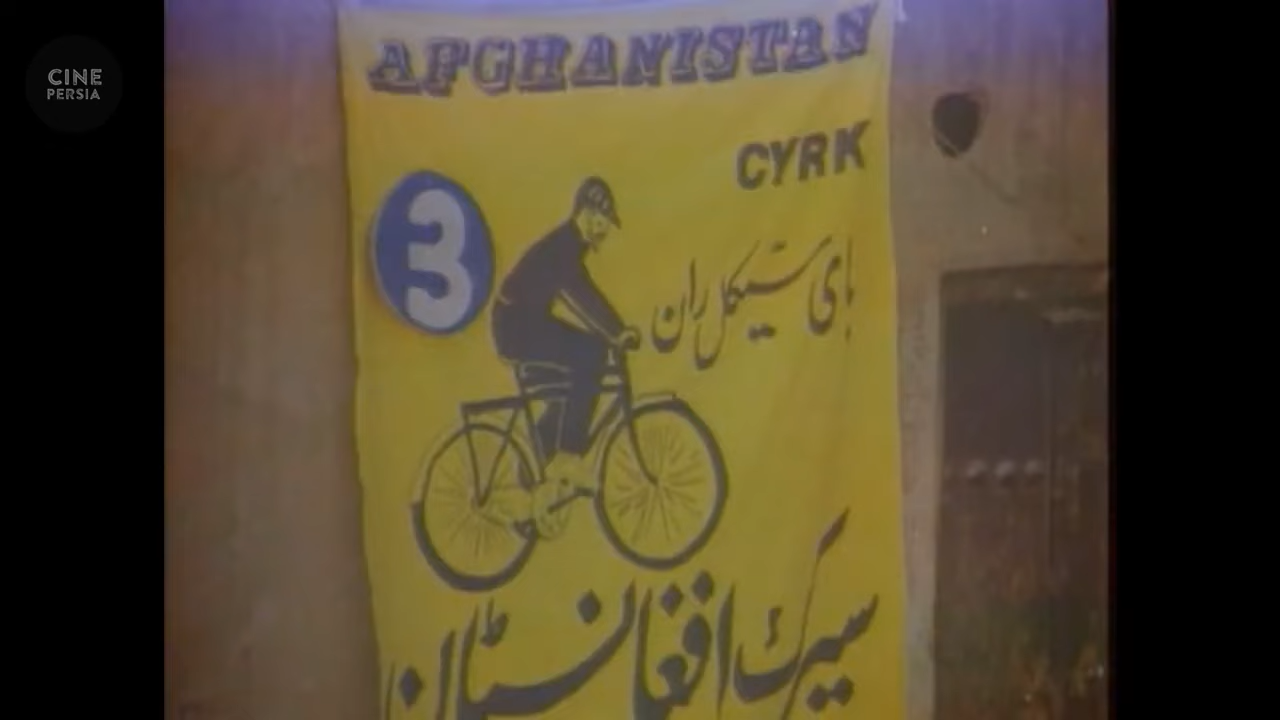 CINE
PERSIA
AFGHANISTAN
CYRK
3
بای سیکل ران
سیرک افغانستان